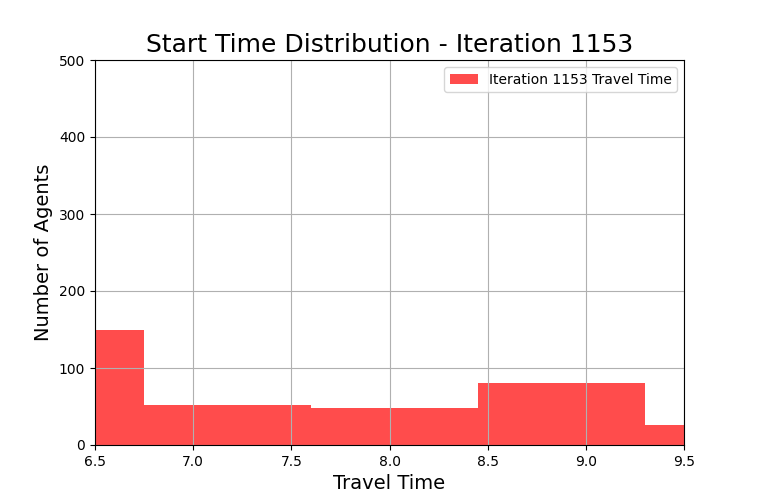 Start Time Distribution - Iteration 1153
500
400
300
200
100
0
Number of Agents
Iteration 1153 Travel Time
6.5 7.0 7.5 8.0 8.5 9.0 9.5
Travel Time